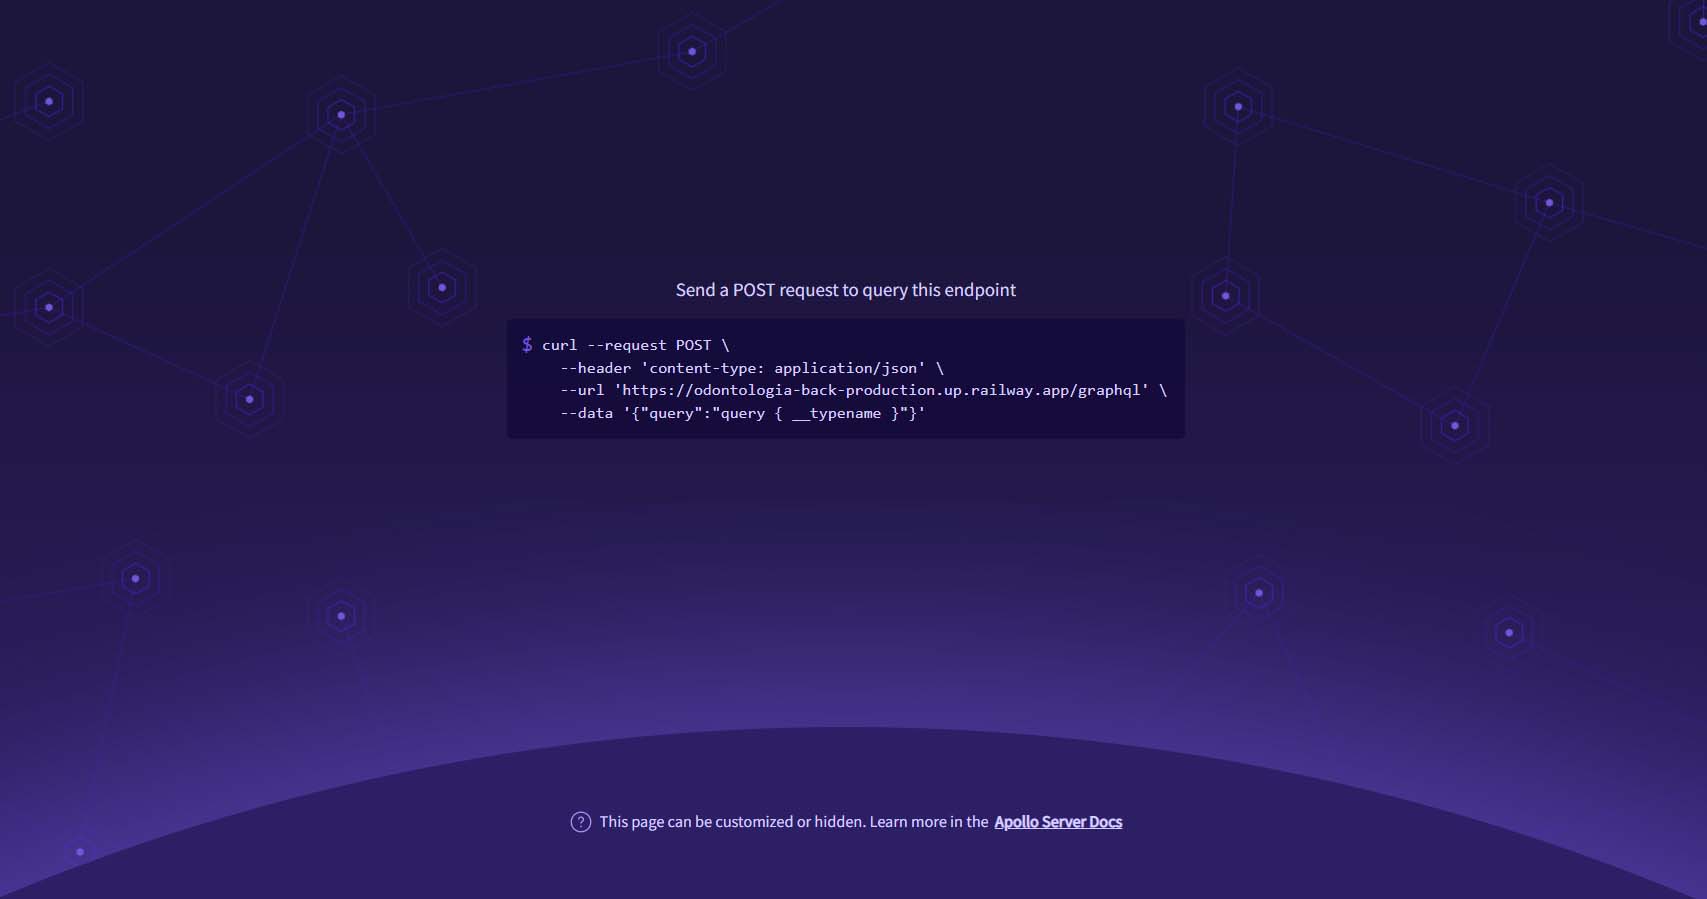 Send a POST request to query this endpoint
$ curl --request POST \
--header 'content-type: application/json' \
--url 'https://odontologia-back-production.up.railway.app/graphql' \
--data '{"query":"query { __typename }"}'
? This page can be customized or hidden. Learn more in the Apollo Server Docs